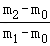 m₂ − m₀
m₁ − m₀